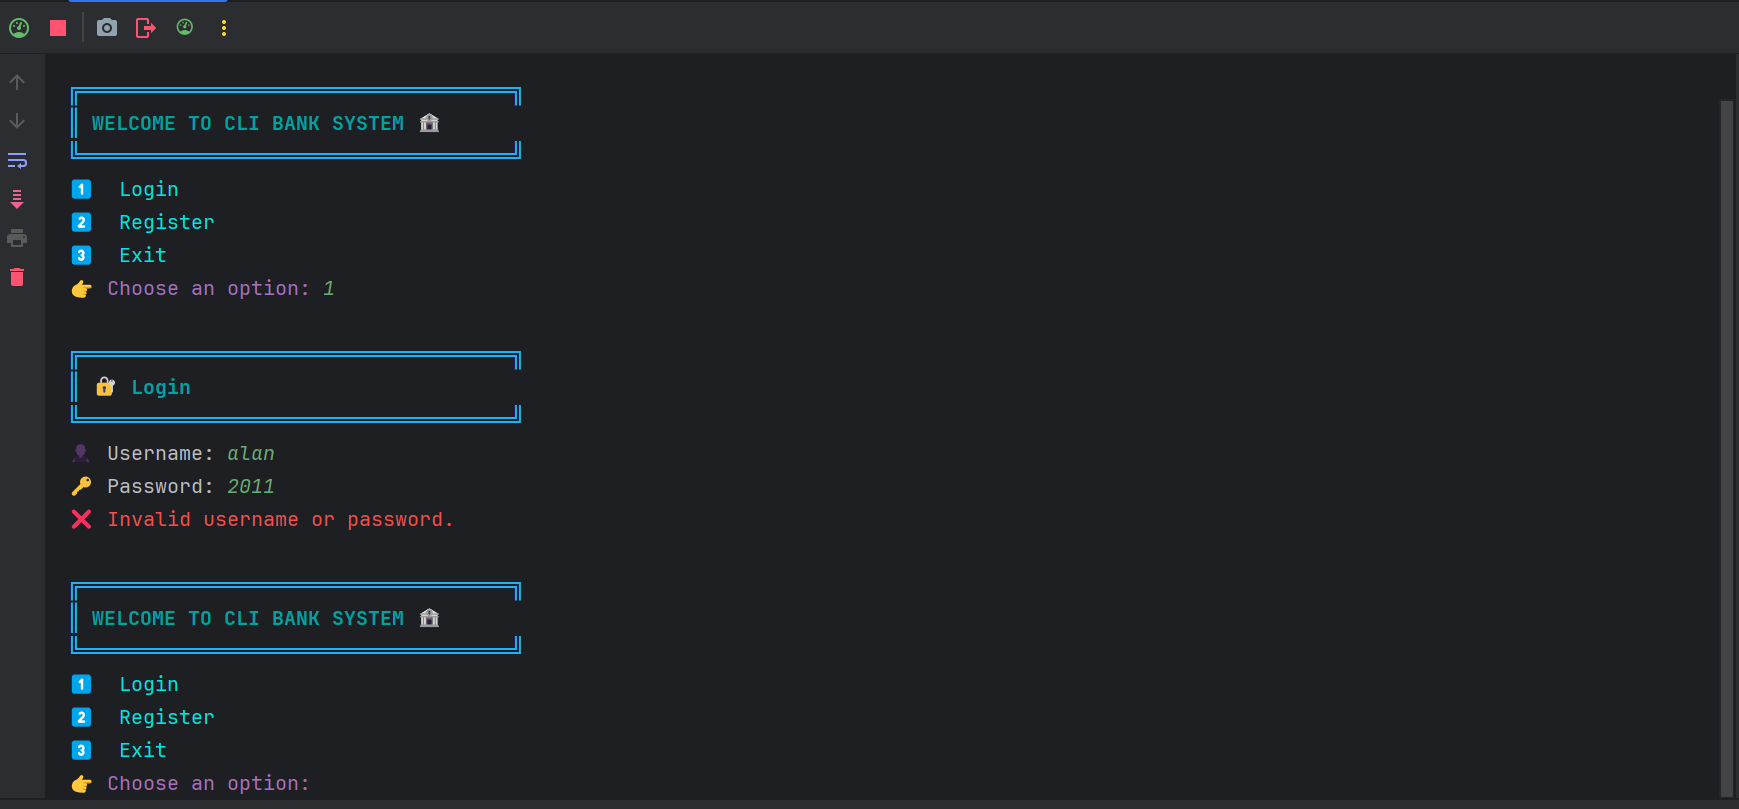 WELCOME TO CLI BANK SYSTEM 🏦
1️⃣ Login
2️⃣ Register
3️⃣ Exit
👉 Choose an option: 1
🔐 Login
👤 Username: alan
🔑 Password: 2011
❌ Invalid username or password.
WELCOME TO CLI BANK SYSTEM 🏦
1️⃣ Login
2️⃣ Register
3️⃣ Exit
👉 Choose an option: